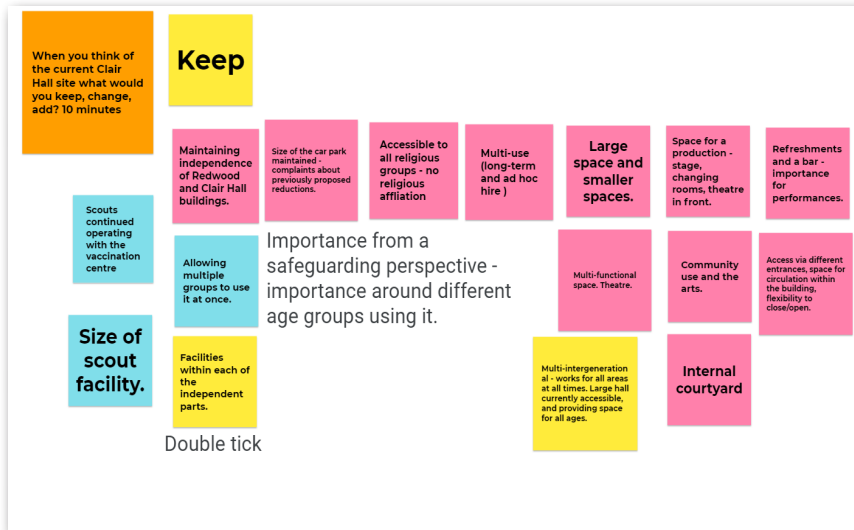 When you think of
the current Clair
Hall site what would
you keep, change,
add? 10 minutes
Keep
Maintaining
independence
of Redwood
and Clair Hall
buildings.
Size of the car park
maintained -
complaints about
previously proposed
reductions.
Accessible to
all religious
groups - no
religious
affliation
Multi-use
(long-term
and ad hoc
hire )
Large
space and
smaller
spaces.
Space for a
production -
stage,
changing
rooms, theatre
in front.
Refreshments
and a bar -
importance
for
performances.
Scouts
continued
operating
with the
vaccination
centre
Allowing
multiple
groups to use
it at once.
Importance from a
safeguarding perspective -
importance around different
age groups using it.
Multi-functional
space. Theatre.
Community
use and the
arts.
Access via different
entrances, space for
circulation within
the building,
flexibility to
close/open.
Size of
scout
facility.
Facilities
within each of
the
independent
parts.
Double tick
Multi-intergeneration
al - works for all areas
at all times. Large hall
currently accessible,
and providing space
for all ages.
Internal
courtyard